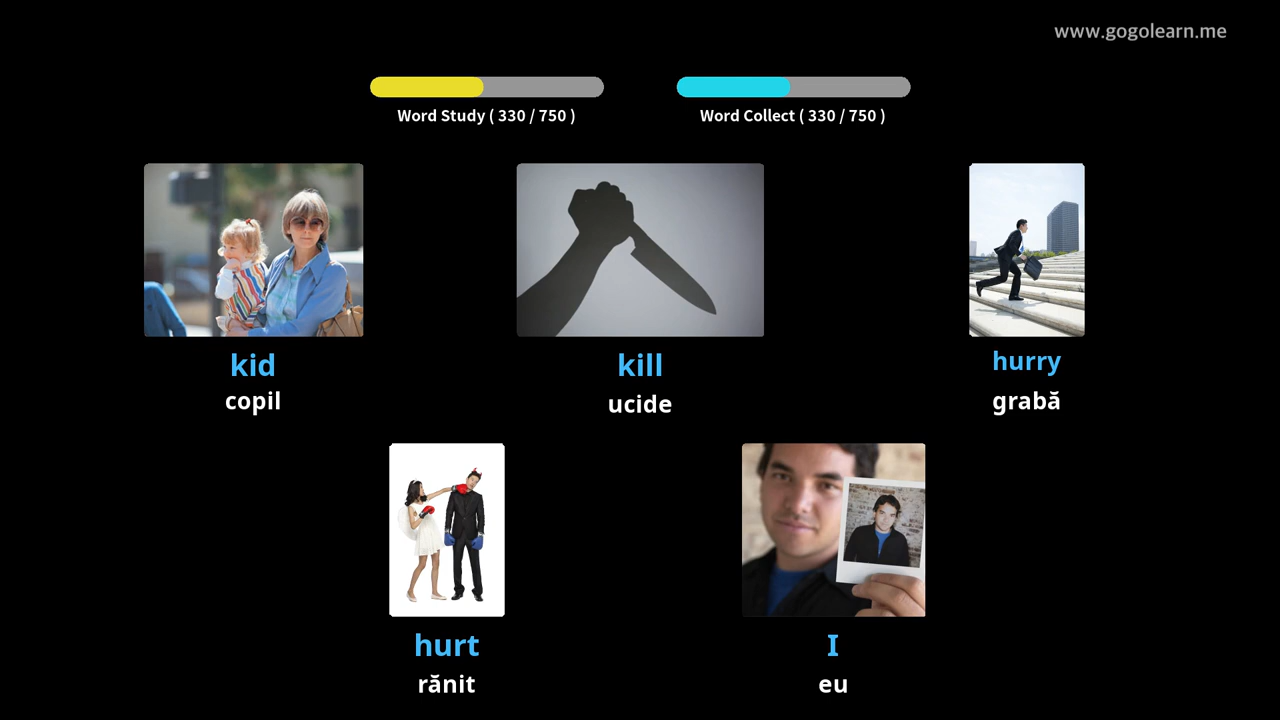 www.gogolearn.me
Word Study ( 330 / 750 )
Word Collect ( 330 / 750 )
kid
copil
kill
ucide
hurry
grabă
hurt
rănit
I
eu